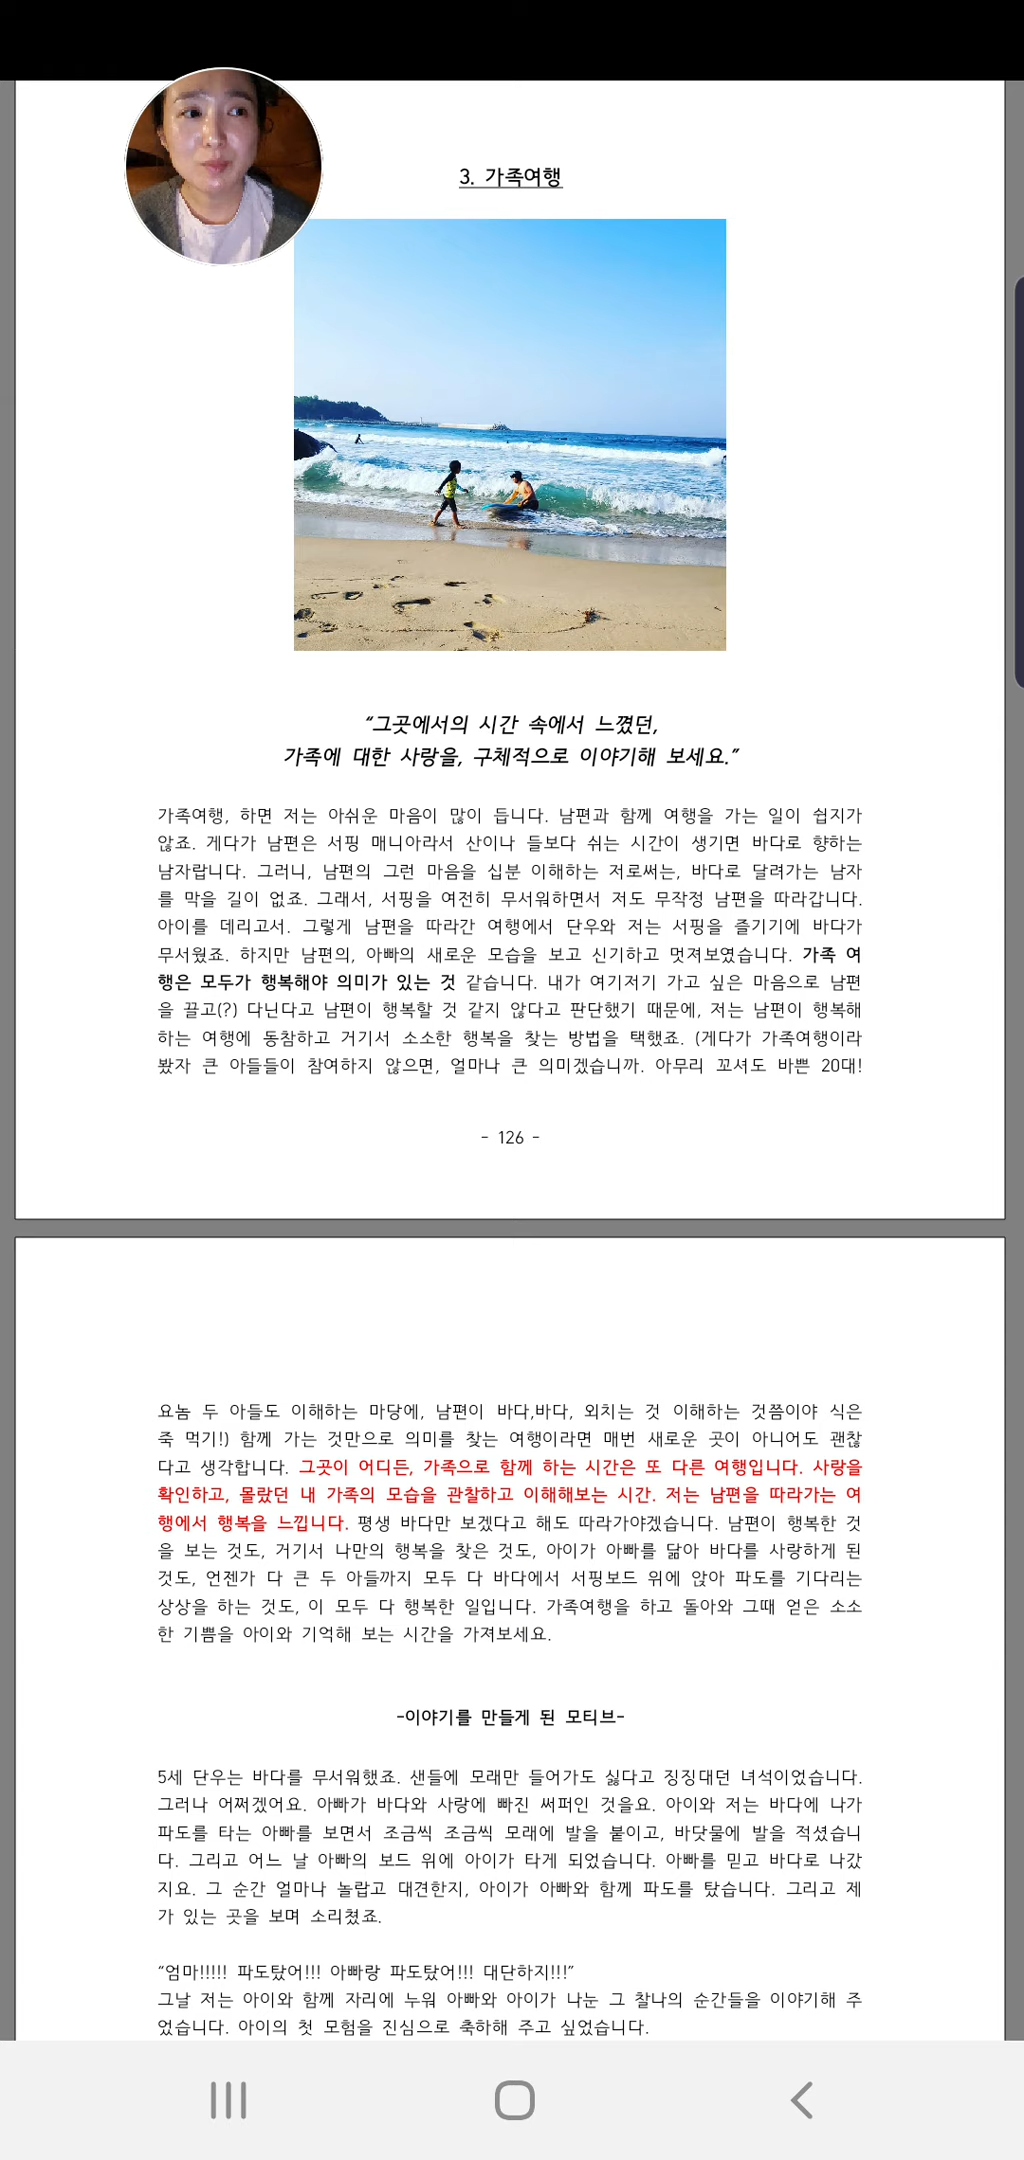 3. 가족여행
“그곳에서의 시간 속에서 느꼈던,
가족에 대한 사랑을, 구체적으로 이야기해 보세요.”
가족여행, 하면 저는 아쉬운 마음이 많이 듭니다. 남편과 함께 여행을 가는 일이 쉽지가
않죠. 게다가 남편은 서핑 매니아라서 산이나 들보다 쉬는 시간이 생기면 바다로 향하는
남자랍니다. 그러니, 남편의 그런 마음을 십분 이해하는 저로써는, 바다로 달려가는 남자
를 막을 길이 없죠. 그래서, 서핑을 여전히 무서워하면서 저도 무작정 남편을 따라갑니다.
아이를 데리고서. 그렇게 남편을 따라간 여행에서 단우와 저는 서핑을 즐기기에 바다가
무서웠죠. 하지만 남편의, 아빠의 새로운 모습을 보고 신기하고 멋져보였습니다. 가족 여
행은 모두가 행복해야 의미가 있는 것 같습니다. 내가 여기저기 가고 싶은 마음으로 남편
을 끌고(?) 다닌다고 남편이 행복할 것 같지 않다고 판단했기 때문에, 저는 남편이 행복해
하는 여행에 동참하고 거기서 소소한 행복을 찾는 방법을 택했죠. (게다가 가족여행이라
봤자 큰 아들들이 참여하지 않으면, 얼마나 큰 의미겠습니까. 아무리 꼬셔도 바쁜 20대!
- 126 -
요놈 두 아들도 이해하는 마당에, 남편이 바다,바다, 외치는 것 이해하는 것쯤이야 식은
죽 먹기!) 함께 가는 것만으로 의미를 찾는 여행이라면 매번 새로운 곳이 아니어도 괜찮
다고 생각합니다. 그곳이 어디든, 가족으로 함께 하는 시간은 또 다른 여행입니다. 사랑을
확인하고, 몰랐던 내 가족의 모습을 관찰하고 이해해보는 시간. 저는 남편을 따라가는 여
행에서 행복을 느낍니다. 평생 바다만 보겠다고 해도 따라가야겠습니다. 남편이 행복한 것
을 보는 것도, 거기서 나만의 행복을 찾은 것도, 아이가 아빠를 닮아 바다를 사랑하게 된
것도, 언젠가 다 큰 두 아들까지 모두 다 바다에서 서핑보드 위에 앉아 파도를 기다리는
상상을 하는 것도, 이 모두 다 행복한 일입니다. 가족여행을 하고 돌아와 그때 얻은 소소
한 기쁨을 아이와 기억해 보는 시간을 가져보세요.
-이야기를 만들게 된 모티브-
5세 단우는 바다를 무서워했죠. 샌들에 모래만 들어가도 싫다고 징징대던 녀석이었습니다.
그러나 어쩌겠어요. 아빠가 바다와 사랑에 빠진 써퍼인 것을요. 아이와 저는 바다에 나가
파도를 타는 아빠를 보면서 조금씩 조금씩 모래에 발을 붙이고, 바닷물에 발을 적셨습니
다. 그리고 어느 날 아빠의 보드 위에 아이가 타게 되었습니다. 아빠를 믿고 바다로 나갔
지요. 그 순간 얼마나 놀랍고 대견한지, 아이가 아빠와 함께 파도를 탔습니다. 그리고 제
가 있는 곳을 보며 소리쳤죠.
“엄마!!!!! 파도탔어!!! 아빠랑 파도탔어!!! 대단하지!!!”
그날 저는 아이와 함께 자리에 누워 아빠와 아이가 나눈 그 찰나의 순간들을 이야기해 주
었습니다. 아이의 첫 모험을 진심으로 축하해 주고 싶었습니다.